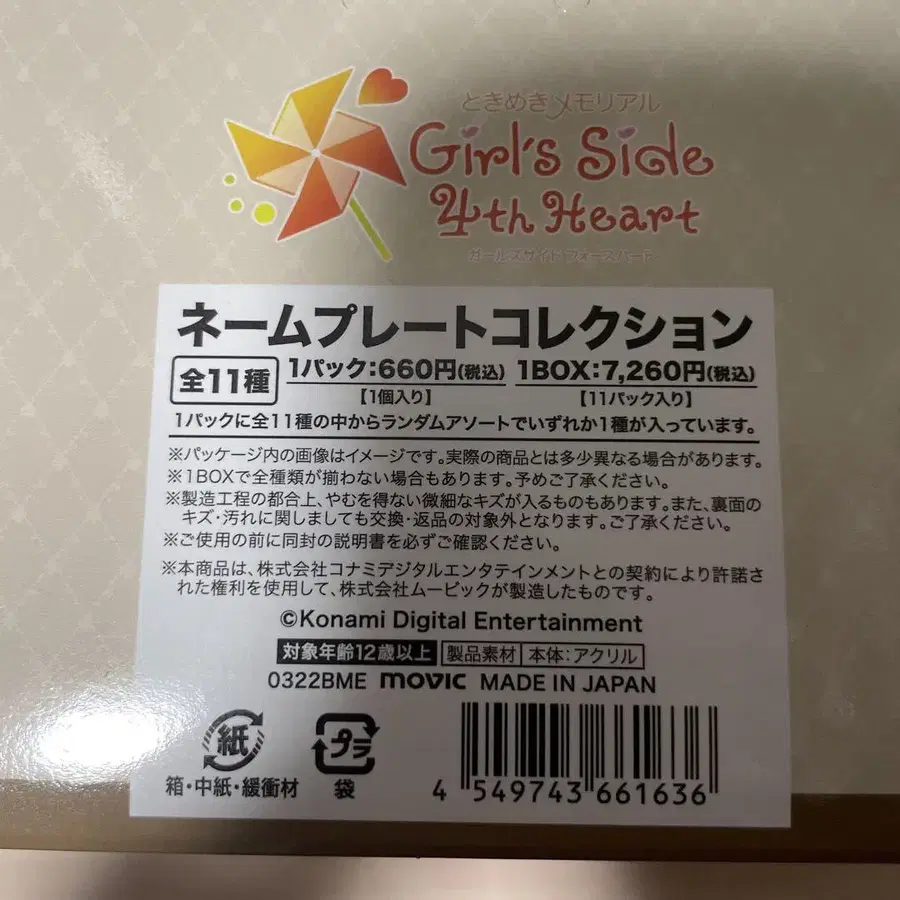 ときめきメモリアル
Girl's Side
4th Heart
ガールズサイド フォースハート
ネームプレートコレクション
全11種 1パック:660円(税込) 1BOX:7,260円(税込)
【1個入り】 【11パック入り】
1パックに全11種の中からランダムアソートでいずれか1種が入っています。
※パッケージ内の画像はイメージです。実際の商品とは多少異なる場合があります。
※1BOXで全種類が揃わない場合もあります。予めご了承ください。
※製造工程の都合上、やむを得ない微細なキズが入るものもあります。また、裏面の
キズ・汚れに関しましても交換・返品の対象外となります。ご了承ください。
※ご使用の前に同封の説明書を必ずご確認ください。
※本商品は、株式会社コナミデジタルエンタテインメントとの契約により許諾さ
れた権利を使用して、株式会社ムービックが製造したものです。
©Konami Digital Entertainment
対象年齢12歳以上 製品素材 本体:アクリル
0322BME movic MADE IN JAPAN
紙 プラ
箱・中紙・緩衝材 袋
4 549743 661636